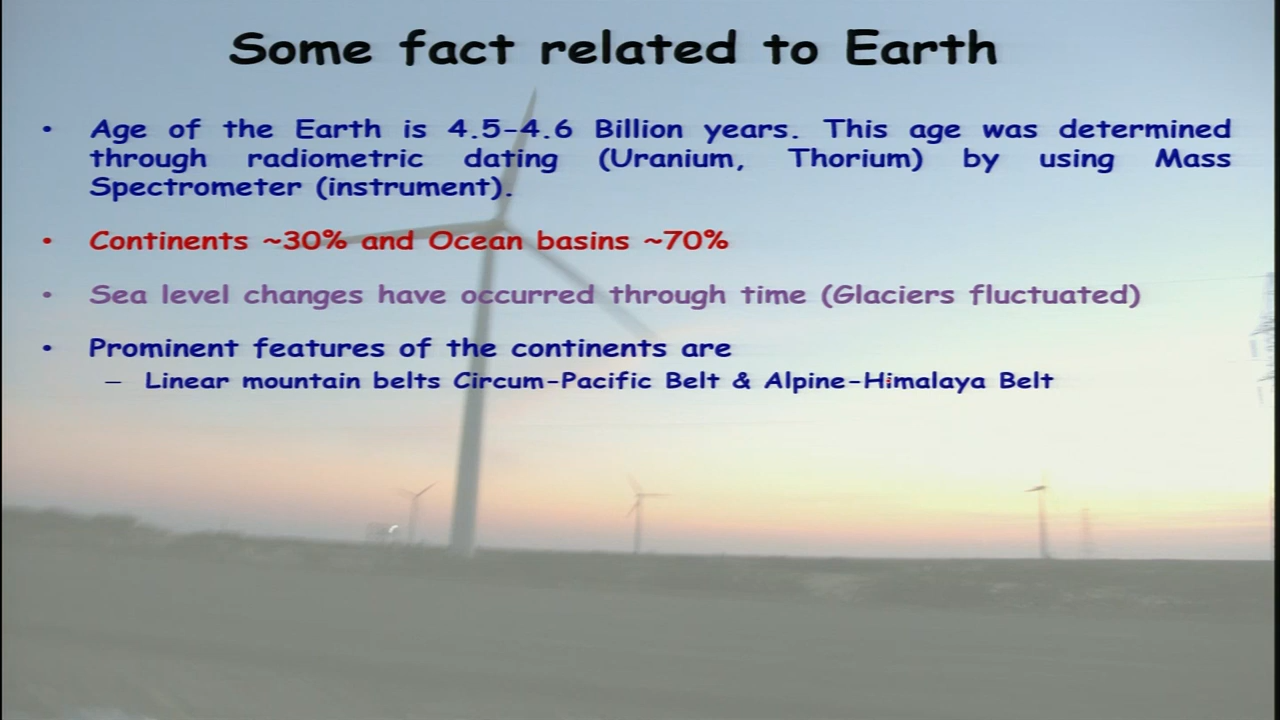 Some fact related to Earth
• Age of the Earth is 4.5-4.6 Billion years. This age was determined
through radiometric dating (Uranium, Thorium) by using Mass
Spectrometer (instrument).
• Continents ~30% and Ocean basins ~70%
• Sea level changes have occurred through time (Glaciers fluctuated)
• Prominent features of the continents are
– Linear mountain belts Circum-Pacific Belt & Alpine-Himalaya Belt